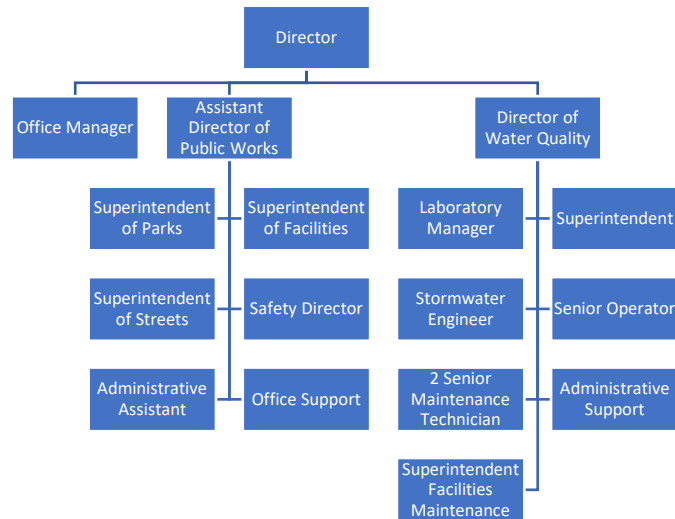 Director
Office Manager
Assistant
Director of
Public Works
Director of
Water Quality
Superintendent
of Parks
Superintendent
of Facilities
Laboratory
Manager
Superintendent
Superintendent
of Streets
Safety Director
Stormwater
Engineer
Senior Operator
Administrative
Assistant
Office Support
2 Senior
Maintenance
Technician
Administrative
Support
Superintendent
Facilities
Maintenance